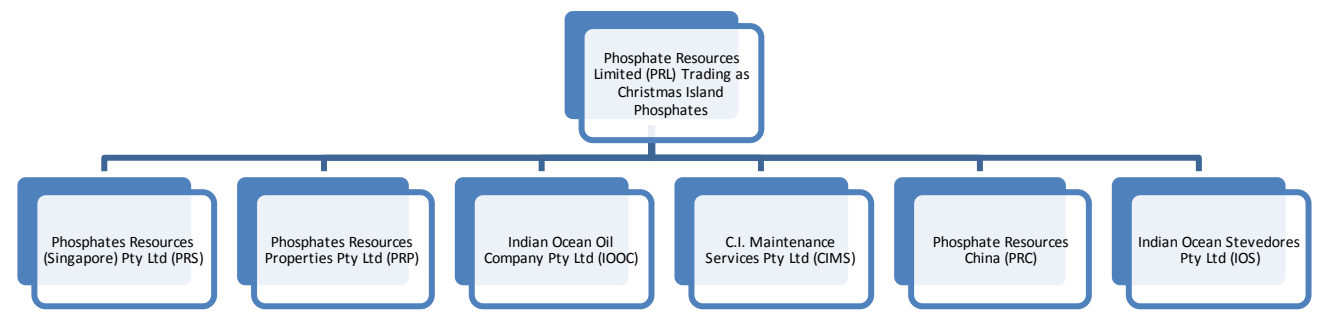 Phosphate Resources
Limited (PRL) Trading as
Christmas Island
Phosphates
Phosphates Resources
(Singapore) Pty Ltd (PRS)
Phosphates Resources
Properties Pty Ltd (PRP)
Indian Ocean Oil
Company Pty Ltd (IOOC)
C.I. Maintenance
Services Pty Ltd (CIMS)
Phosphate Resources
China (PRC)
Indian Ocean Stevedores
Pty Ltd (IOS)